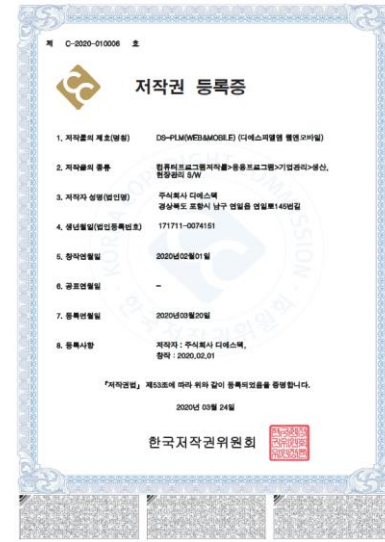 제 C-2020-010006 호
저작권 등록증
1. 저작물의 제호(명칭) DS-PLM(WEB&MOBILE) (디에스피엘엠 웹앤모바일)
2. 저작물의 종류 컴퓨터프로그램저작물>응용프로그램>기업관리>생산,
현장관리 S/W
3. 저작자 성명(법인명) 주식회사 디에스텍
경상북도 포항시 남구 연일읍 연일로145번길
4. 생년월일(법인등록번호) 171711-0074151
5. 창작연월일 2020년02월01일
6. 공표연월일 -
7. 등록연월일 2020년03월20일
8. 등록사항 저작자 : 주식회사 디에스텍,
창작 : 2020.02.01
『저작권법』 제53조에 따라 위와 같이 등록되었음을 증명합니다.
2020년 03월 24일
한국저작권위원회